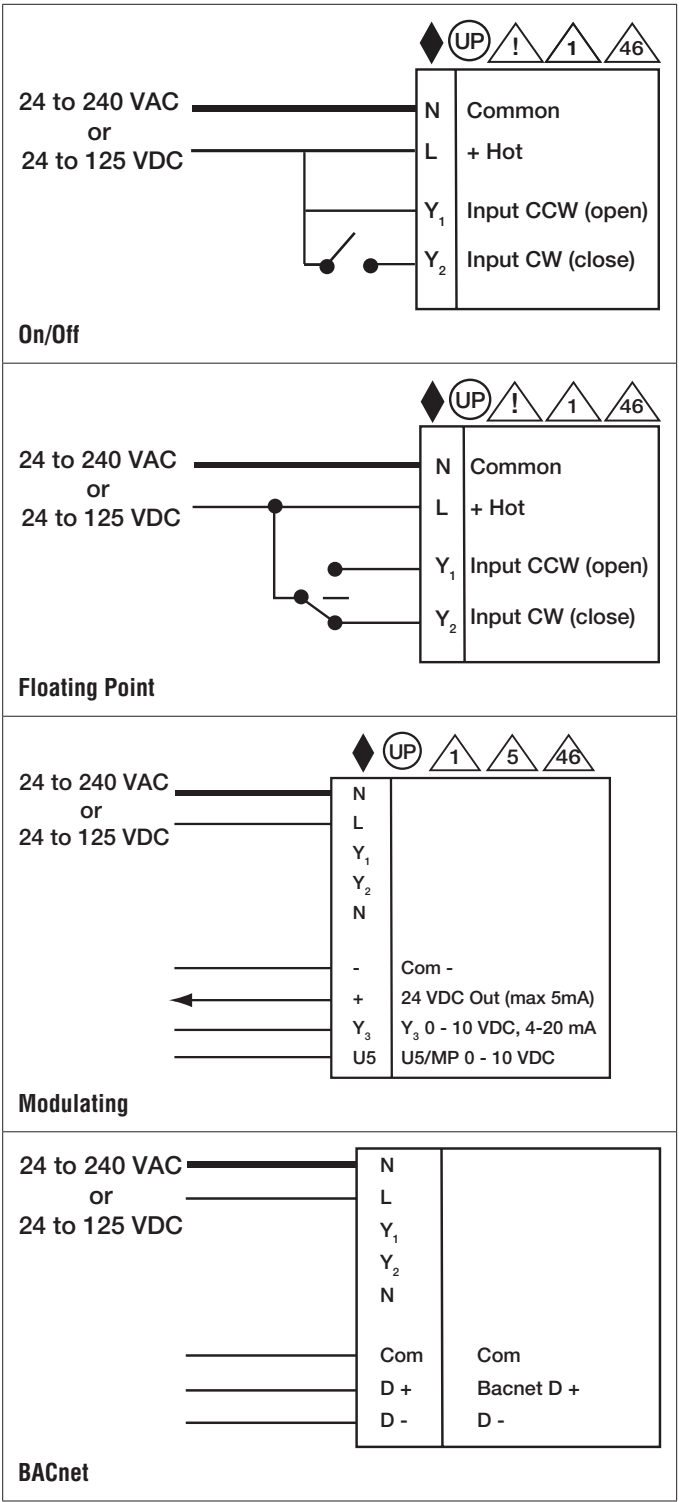 UP ! 1 46
24 to 240 VAC
or
24 to 125 VDC
N Common
L + Hot
Y1 Input CCW (open)
Y2 Input CW (close)
On/Off
UP ! 1 46
24 to 240 VAC
or
24 to 125 VDC
N Common
L + Hot
Y1 Input CCW (open)
Y2 Input CW (close)
Floating Point
UP 1 5 46
24 to 240 VAC
or
24 to 125 VDC
N
L
Y1
Y2
N
- Com -
+ 24 VDC Out (max 5mA)
Y3 Y3 0 - 10 VDC, 4-20 mA
U5 U5/MP 0 - 10 VDC
Modulating
24 to 240 VAC
or
24 to 125 VDC
N
L
Y1
Y2
N
Com Com
D + Bacnet D +
D - D -
BACnet